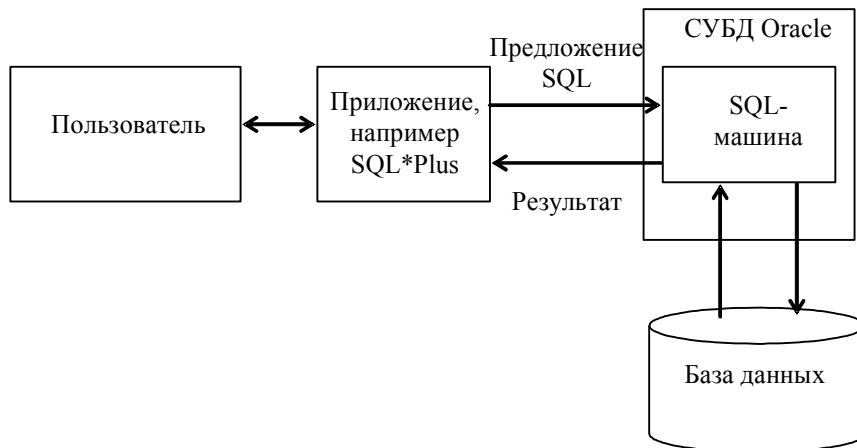 СУБД Oracle
Предложение
SQL
Пользователь
Приложение,
например
SQL*Plus
SQL-
машина
Результат
База данных